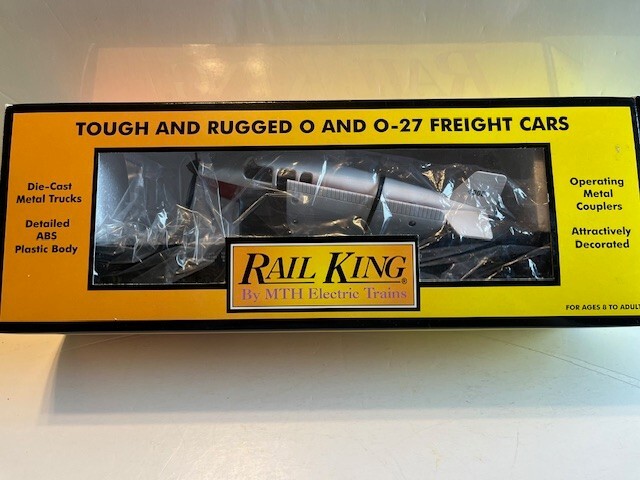 TOUGH AND RUGGED O AND O-27 FREIGHT CARS
Die-Cast
Metal Trucks
Detailed
ABS
Plastic Body
Operating
Metal
Couplers
Attractively
Decorated
RAIL KING®
By MTH Electric Trains
FOR AGES 8 TO ADULT